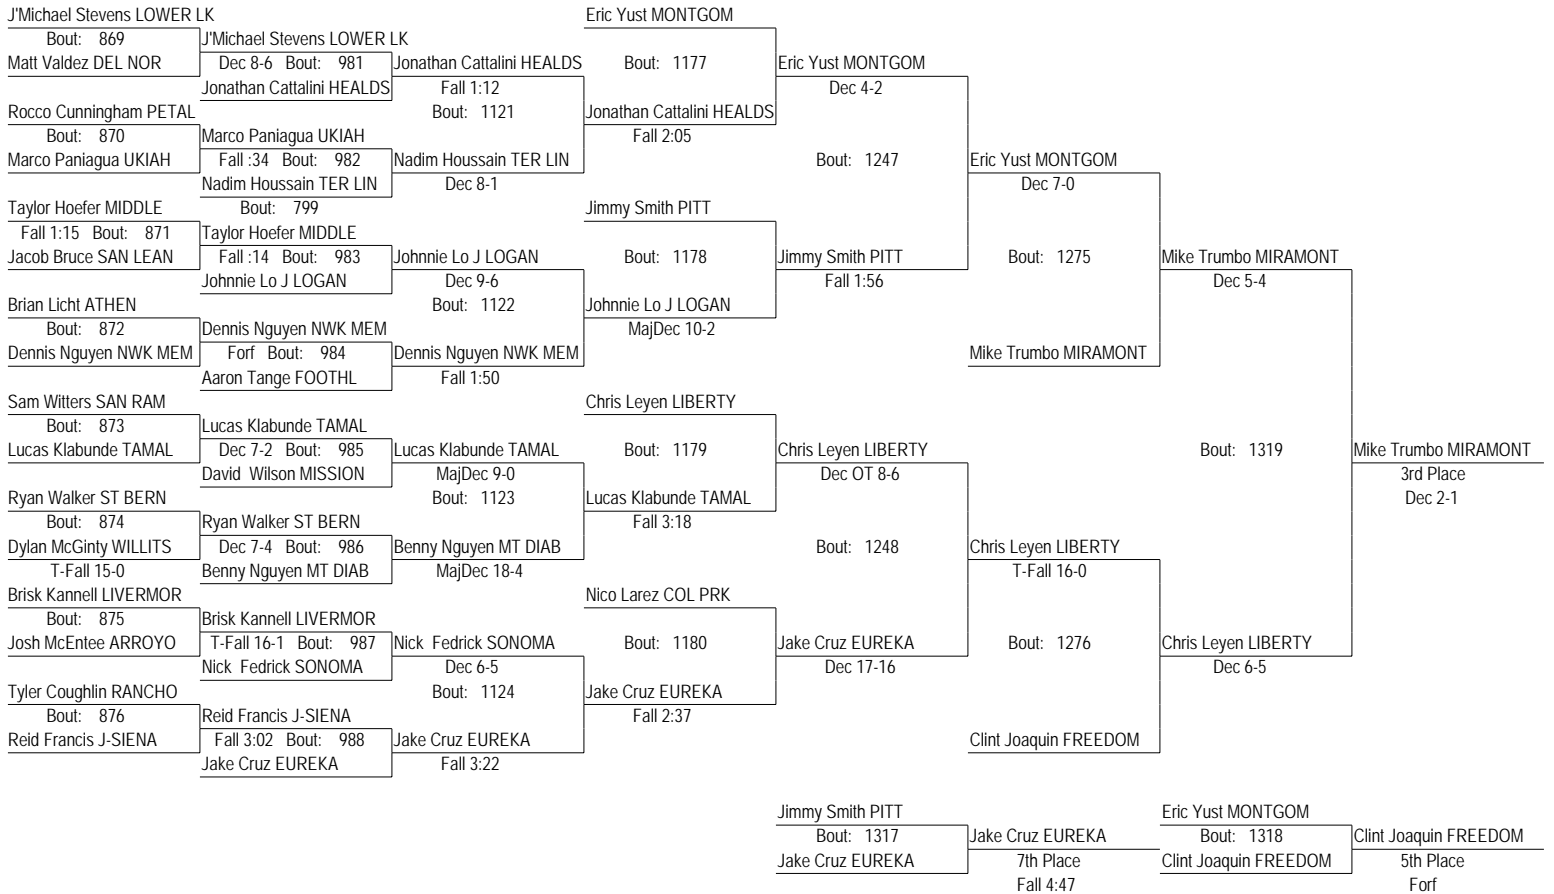 J'Michael Stevens LOWER LK
Eric Yust MONTGOM
Bout: 869
J'Michael Stevens LOWER LK
Matt Valdez DEL NOR
Dec 8-6 Bout: 981
Jonathan Cattalini HEALDS
Bout: 1177
Eric Yust MONTGOM
Jonathan Cattalini HEALDS
Fall 1:12
Dec 4-2
Rocco Cunningham PETAL
Bout: 1121
Jonathan Cattalini HEALDS
Bout: 870
Marco Paniagua UKIAH
Fall 2:05
Marco Paniagua UKIAH
Fall :34 Bout: 982
Nadim Houssain TER LIN
Bout: 1247
Eric Yust MONTGOM
Nadim Houssain TER LIN
Dec 8-1
Dec 7-0
Taylor Hoefer MIDDLE
Bout: 799
Jimmy Smith PITT
Fall 1:15 Bout: 871
Taylor Hoefer MIDDLE
Jacob Bruce SAN LEAN
Fall :14 Bout: 983
Johnnie Lo J LOGAN
Bout: 1178
Jimmy Smith PITT
Bout: 1275
Mike Trumbo MIRAMONT
Johnnie Lo J LOGAN
Dec 9-6
Fall 1:56
Dec 5-4
Brian Licht ATHEN
Bout: 1122
Johnnie Lo J LOGAN
Bout: 872
Dennis Nguyen NWK MEM
MajDec 10-2
Dennis Nguyen NWK MEM
Forf Bout: 984
Dennis Nguyen NWK MEM
Mike Trumbo MIRAMONT
Aaron Tange FOOTHL
Fall 1:50
Sam Witters SAN RAM
Chris Leyen LIBERTY
Bout: 873
Lucas Klabunde TAMAL
Lucas Klabunde TAMAL
Dec 7-2 Bout: 985
Lucas Klabunde TAMAL
Bout: 1179
Chris Leyen LIBERTY
Bout: 1319
Mike Trumbo MIRAMONT
David Wilson MISSION
MajDec 9-0
Dec OT 8-6
3rd Place
Ryan Walker ST BERN
Bout: 1123
Lucas Klabunde TAMAL
Dec 2-1
Bout: 874
Ryan Walker ST BERN
Fall 3:18
Dylan McGinty WILLITS
Dec 7-4 Bout: 986
Benny Nguyen MT DIAB
Bout: 1248
Chris Leyen LIBERTY
T-Fall 15-0
Benny Nguyen MT DIAB
MajDec 18-4
T-Fall 16-0
Brisk Kannell LIVERMOR
Nico Larez COL PRK
Bout: 875
Brisk Kannell LIVERMOR
Josh McEntee ARROYO
T-Fall 16-1 Bout: 987
Nick Fedrick SONOMA
Bout: 1180
Jake Cruz EUREKA
Bout: 1276
Chris Leyen LIBERTY
Nick Fedrick SONOMA
Dec 6-5
Dec 17-16
Dec 6-5
Tyler Coughlin RANCHO
Bout: 1124
Jake Cruz EUREKA
Bout: 876
Reid Francis J-SIENA
Fall 2:37
Reid Francis J-SIENA
Fall 3:02 Bout: 988
Jake Cruz EUREKA
Clint Joaquin FREEDOM
Jake Cruz EUREKA
Fall 3:22
Jimmy Smith PITT
Eric Yust MONTGOM
Bout: 1317
Jake Cruz EUREKA
Bout: 1318
Clint Joaquin FREEDOM
Jake Cruz EUREKA
7th Place
Clint Joaquin FREEDOM
5th Place
Fall 4:47
Forf